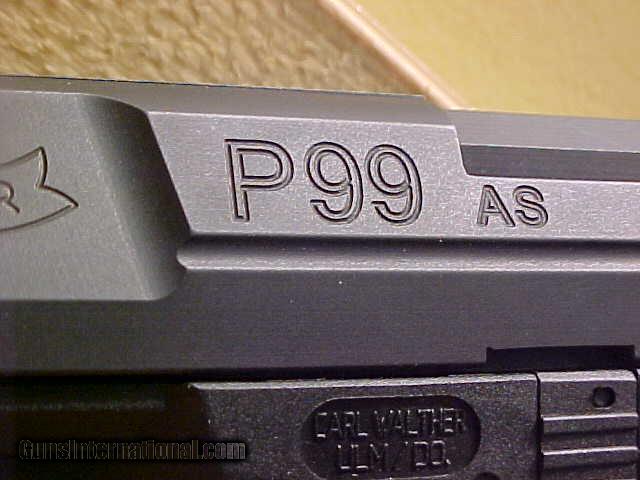 R
P99 AS
CARL WALTHER
ULM/DO.
GunsInternational.com